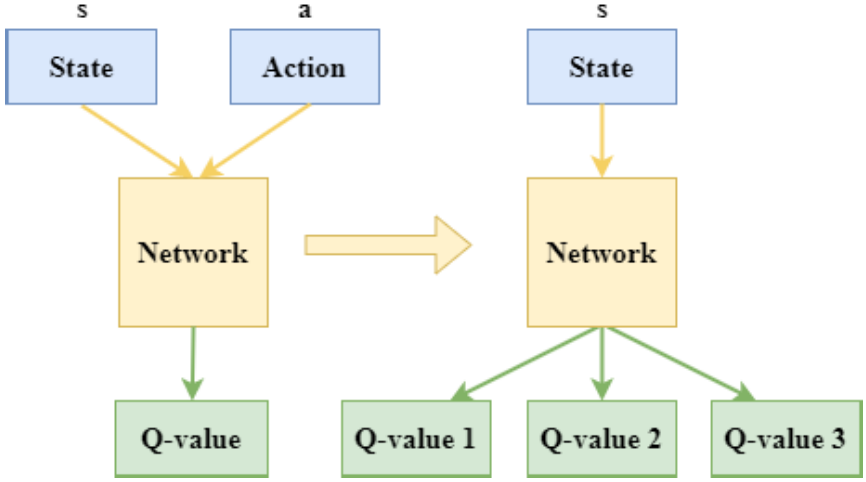 s a s
State Action State
Network Network
Q-value Q-value 1 Q-value 2 Q-value 3